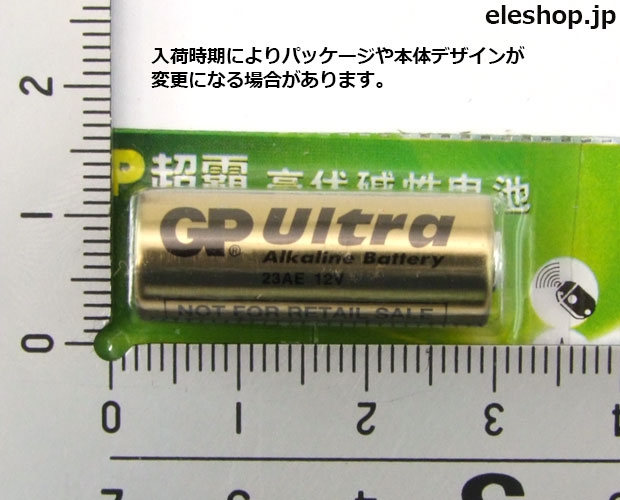 eleshop.jp
入荷時期によりパッケージや本体デザインが
変更になる場合があります。
2
1
0
P超霸 高伏碱性电池
GP® Ultra
Alkaline Battery
23AE 12V
NOT FOR RETAIL SALE
0 1 2 3